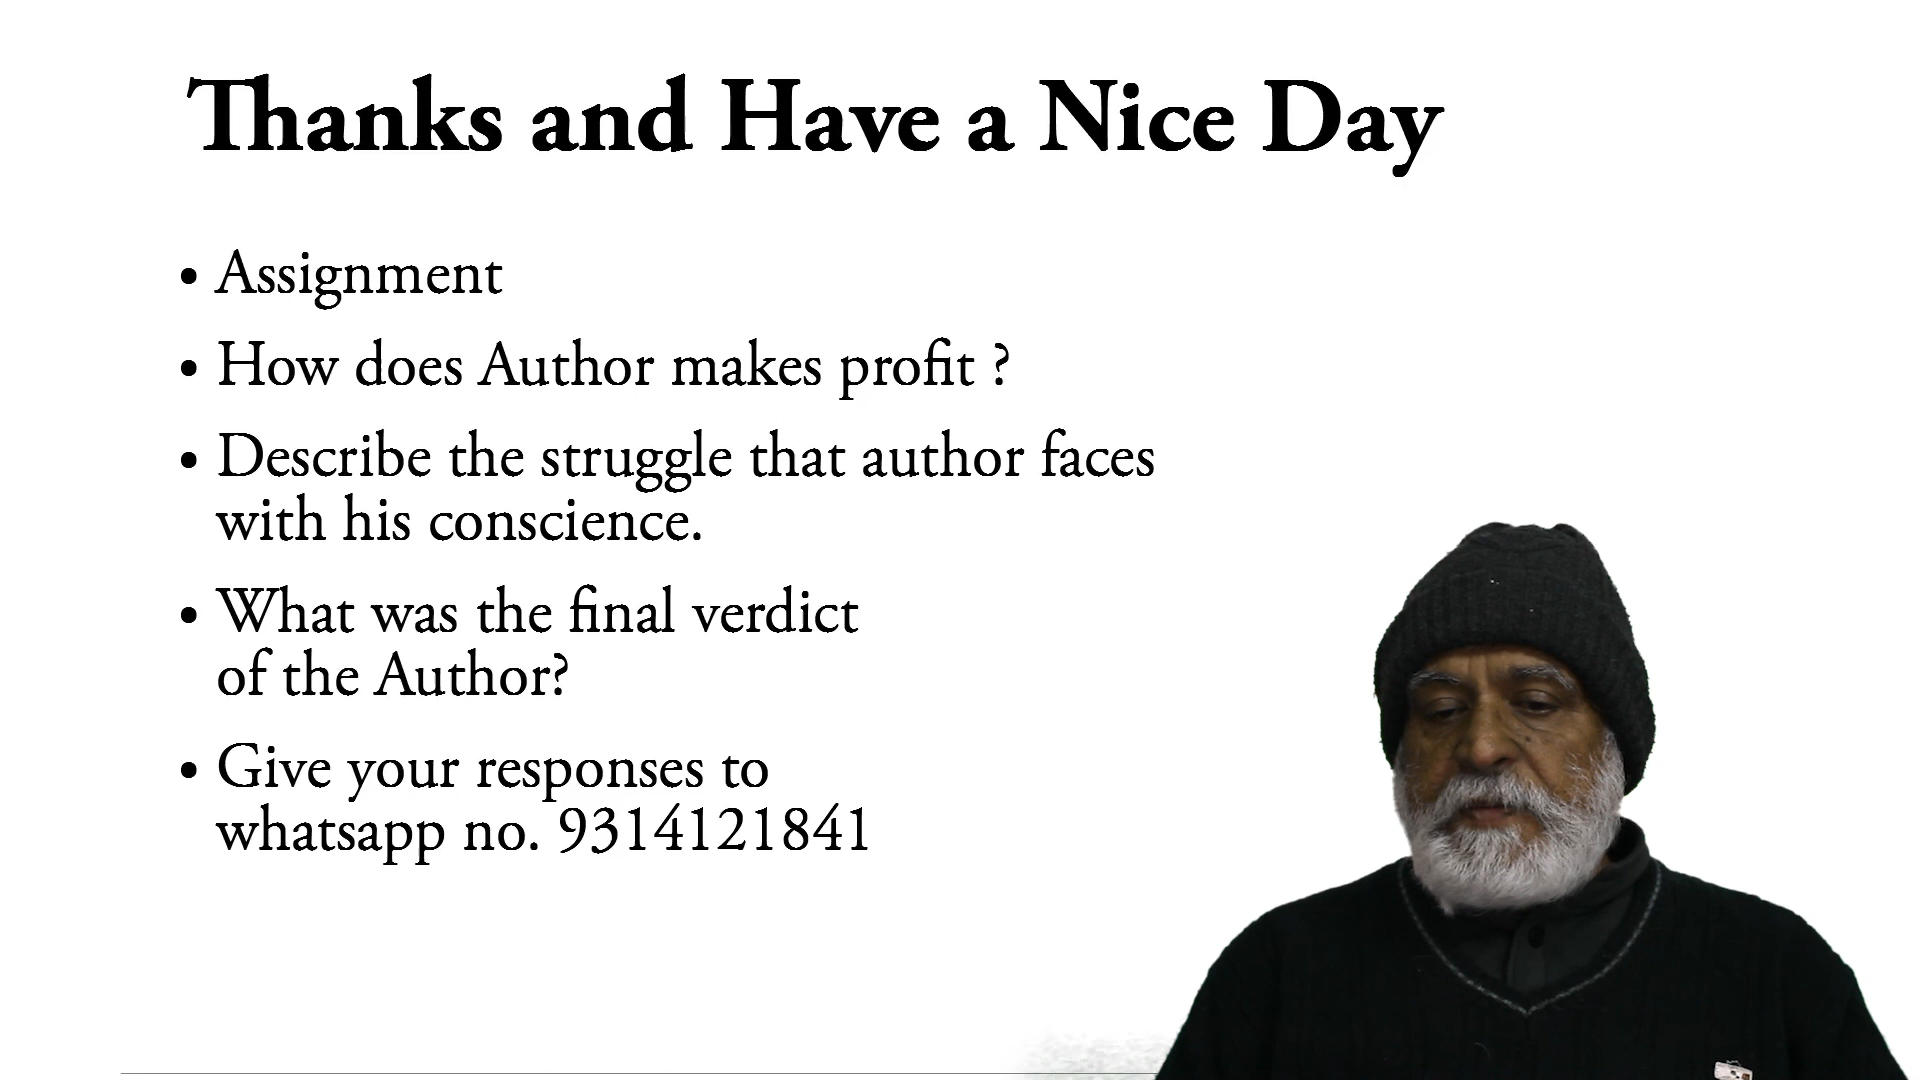 Thanks and Have a Nice Day
• Assignment
• How does Author makes profit ?
• Describe the struggle that author faces
with his conscience.
• What was the final verdict
of the Author?
• Give your responses to
whatsapp no. 9314121841